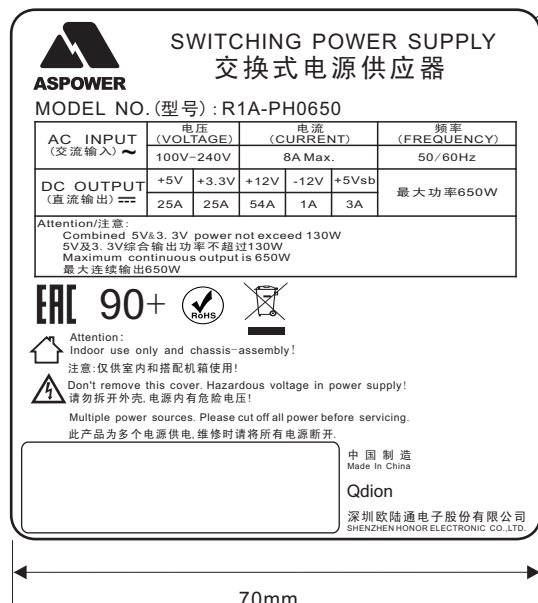 SWITCHING POWER SUPPLY
交换式电源供应器
ASPOWER
MODEL NO.(型号):R1A-PH0650
AC INPUT
(交流输入) ~
电压
(VOLTAGE)
电流
(CURRENT)
频率
(FREQUENCY)
100V-240V
8A Max.
50/60Hz
DC OUTPUT
(直流输出)
+5V +3.3V +12V -12V +5Vsb
最大功率650W
25A 25A 54A 1A 3A
Attention/注意:
Combined 5V&3. 3V power not exceed 130W
5V及3. 3V综合输出功率不超过130W
Maximum continuous output is 650W
最大连续输出650W
EAC 90+ RoHS
Attention:
Indoor use only and chassis-assembly!
注意:仅供室内和搭配机箱使用!
Don't remove this cover. Hazardous voltage in power supply!
请勿拆开外壳,电源内有危险电压!
Multiple power sources. Please cut off all power before servicing.
此产品为多个电源供电,维修时请将所有电源断开.
中国制造
Made In China
Qdion
深圳欧陆通电子股份有限公司
SHENZHEN HONOR ELECTRONIC CO.,LTD.
70mm